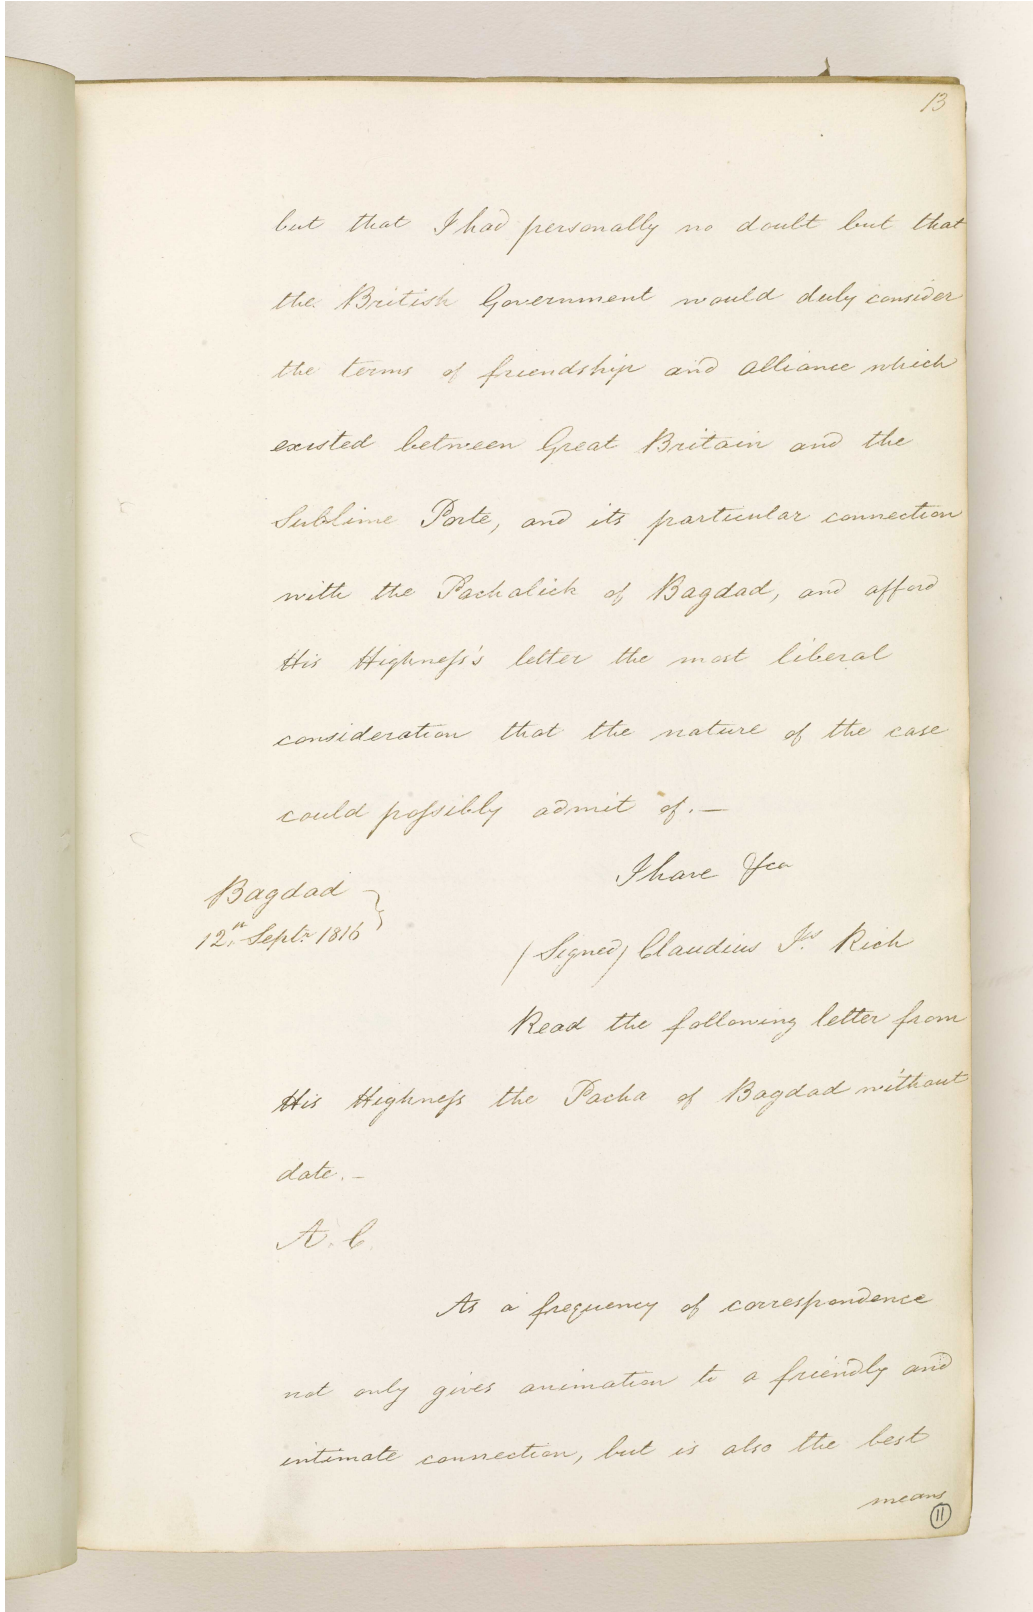 13
but that I had personally no doubt but that
the British Government would duly consider
the terms of friendship and alliance which
existed between Great Britain and the
Sublime Porte, and its particular connection
with the Pachalick of Bagdad, and afford
His Highness's letter the most liberal
consideration that the nature of the case
could possibly admit of. —
I have &ca
Bagdad
12th Septr 1816
(Signed) Claudius Js. Rich
Read the following letter from
His Highness the Pacha of Bagdad without
date. —
A. C.
As a frequency of correspondence
not only gives animation to a friendly and
intimate connection, but is also the best
means
11